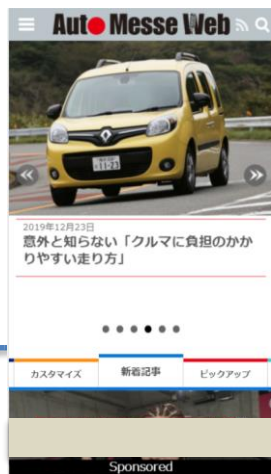 Auto Messe Web
11-23
2019年12月23日
意外と知らない「クルマに負担のかか
りやすい走り方」
カスタマイズ
新着記事
ピックアップ
Sponsored